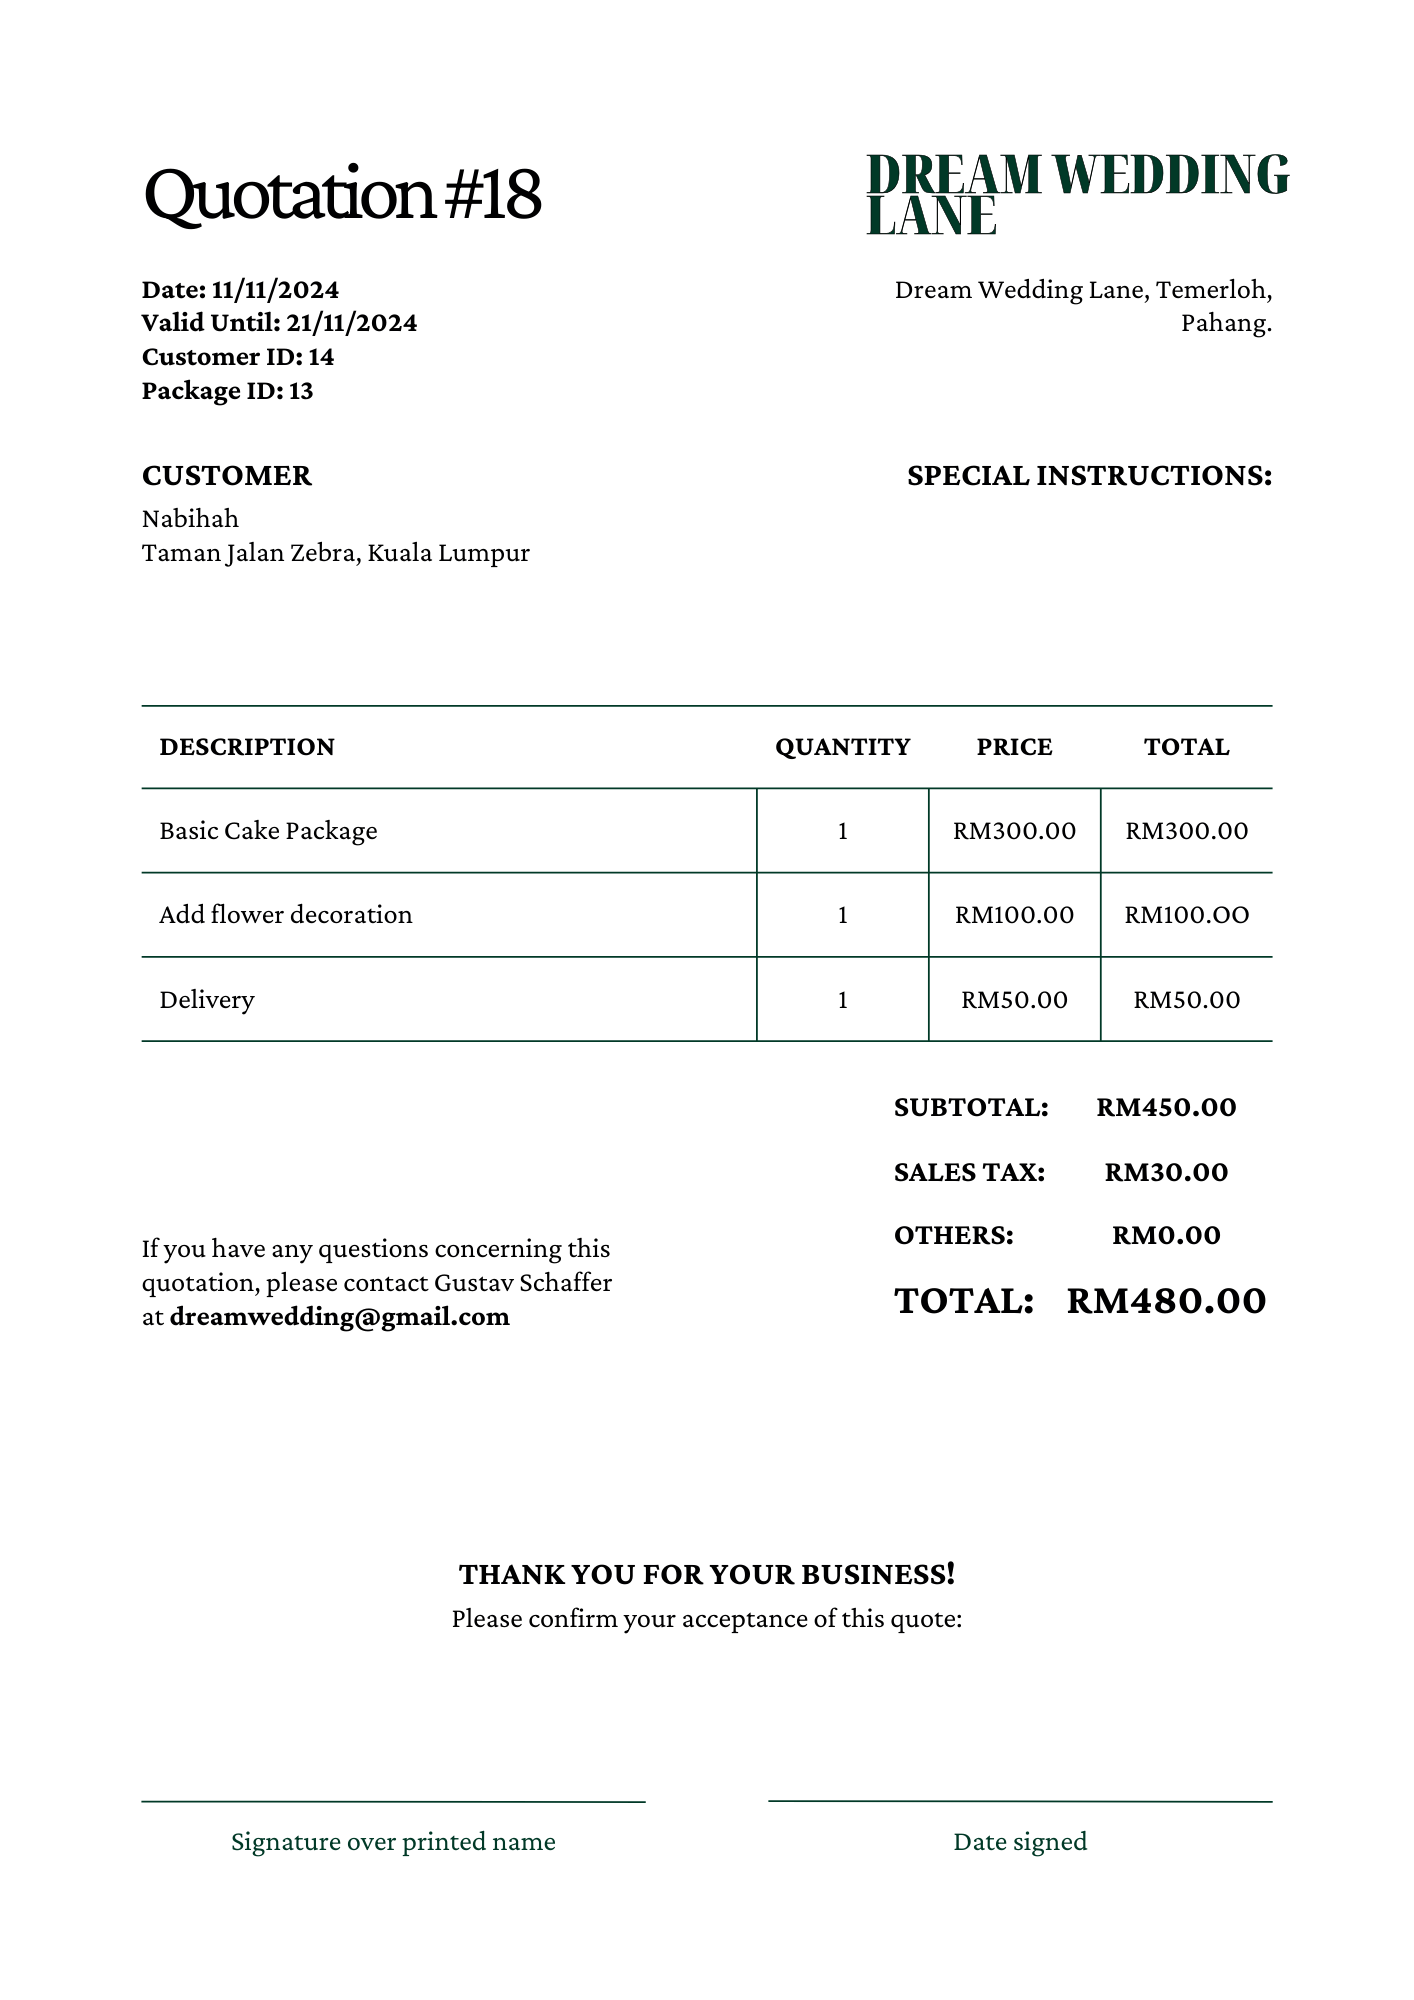 Quotation #18
DREAM WEDDING
LANE
Date: 11/11/2024
Valid Until: 21/11/2024
Customer ID: 14
Package ID: 13
Dream Wedding Lane, Temerloh,
Pahang.
CUSTOMER
Nabihah
Taman Jalan Zebra, Kuala Lumpur
SPECIAL INSTRUCTIONS:
DESCRIPTION QUANTITY PRICE TOTAL
Basic Cake Package 1 RM300.00 RM300.00
Add flower decoration 1 RM100.00 RM100.OO
Delivery 1 RM50.00 RM50.00
SUBTOTAL: RM450.00
SALES TAX: RM30.00
OTHERS: RM0.00
TOTAL: RM480.00
If you have any questions concerning this
quotation, please contact Gustav Schaffer
at dreamwedding@gmail.com
THANK YOU FOR YOUR BUSINESS!
Please confirm your acceptance of this quote:
Signature over printed name
Date signed